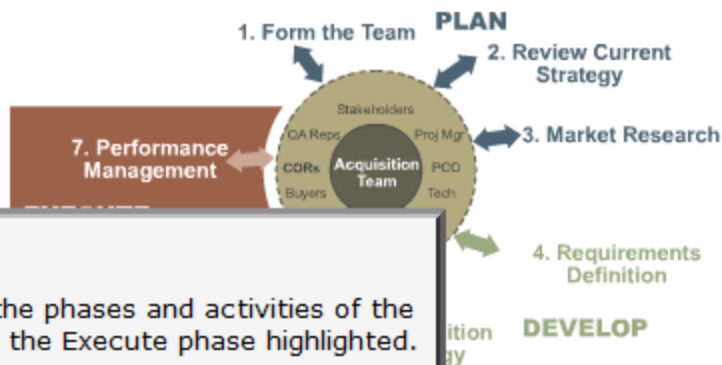 PLAN
1. Form the Team
2. Review Current
Strategy
3. Market Research
Stakeholders
QA Reps
Proj Mgr
7. Performance
Management
CORs
Acquisition
Team
PCO
Buyers
Tech
4. Requirements
Definition
the phases and activities of the
the Execute phase highlighted.
ition
gy
DEVELOP